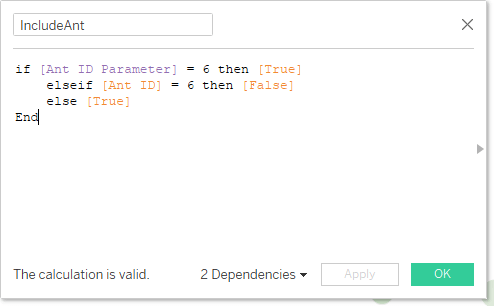 IncludeAnt
if [Ant ID Parameter] = 6 then [True]
elseif [Ant ID] = 6 then [False]
else [True]
End
The calculation is valid. 2 Dependencies Apply OK